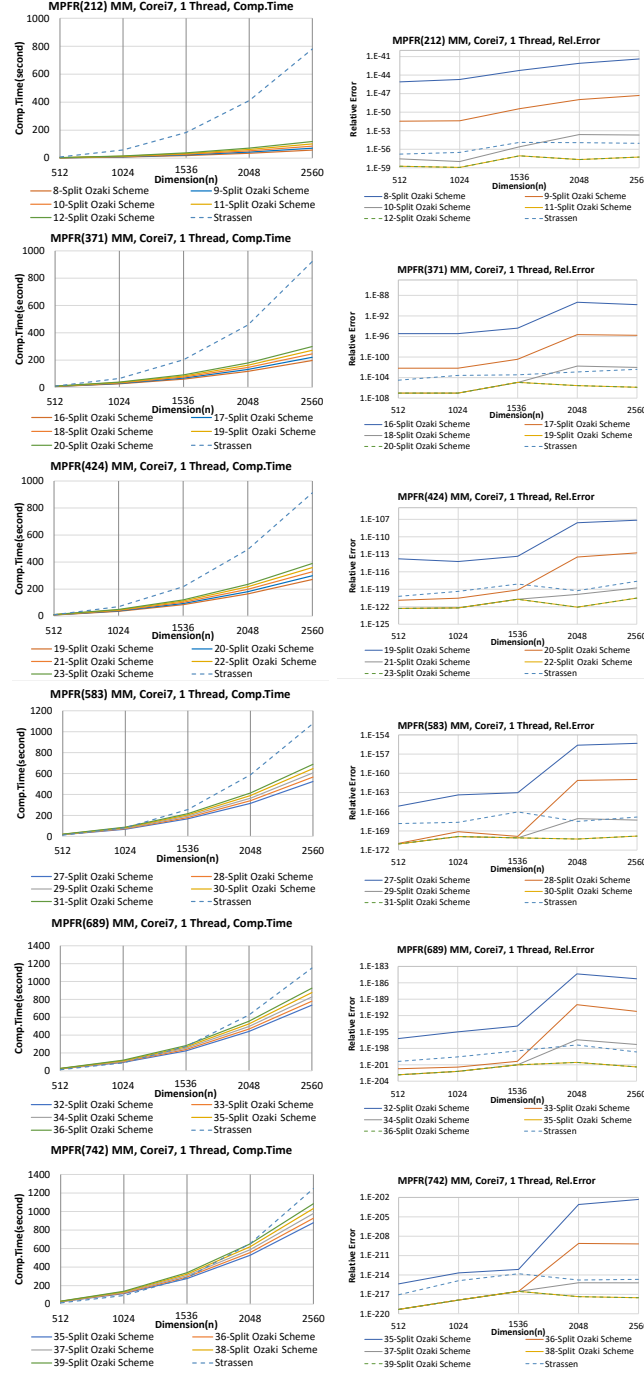 MPFR(212) MM, Corei7, 1 Thread, Comp.Time
Comp.Time(second)
1000
800
600
400
200
0
512 1024 1536 2048 2560
Dimension(n)
8-Split Ozaki Scheme 9-Split Ozaki Scheme
10-Split Ozaki Scheme 11-Split Ozaki Scheme
12-Split Ozaki Scheme Strassen
MPFR(212) MM, Corei7, 1 Thread, Rel.Error
Relative Error
1.E-41
1.E-44
1.E-47
1.E-50
1.E-53
1.E-56
1.E-59
512 1024 1536 2048 2560
Dimension(n)
8-Split Ozaki Scheme 9-Split Ozaki Scheme
10-Split Ozaki Scheme 11-Split Ozaki Scheme
12-Split Ozaki Scheme Strassen
MPFR(371) MM, Corei7, 1 Thread, Comp.Time
Comp.Time(second)
1000
800
600
400
200
0
512 1024 1536 2048 2560
Dimension(n)
16-Split Ozaki Scheme 17-Split Ozaki Scheme
18-Split Ozaki Scheme 19-Split Ozaki Scheme
20-Split Ozaki Scheme Strassen
MPFR(371) MM, Corei7, 1 Thread, Rel.Error
Relative Error
1.E-88
1.E-96
1.E-100
1.E-104
1.E-108
512 1024 1536 2048 2560
Dimension(n)
16-Split Ozaki Scheme 17-Split Ozaki Scheme
18-Split Ozaki Scheme 19-Split Ozaki Scheme
20-Split Ozaki Scheme Strassen
MPFR(424) MM, Corei7, 1 Thread, Comp.Time
Comp.Time(second)
1000
800
600
400
200
0
512 1024 1536 2048 2560
Dimension(n)
19-Split Ozaki Scheme 20-Split Ozaki Scheme
21-Split Ozaki Scheme 22-Split Ozaki Scheme
23-Split Ozaki Scheme Strassen
MPFR(424) MM, Corei7, 1 Thread, Rel.Error
Relative Error
1.E-107
1.E-110
1.E-113
1.E-116
1.E-119
1.E-122
1.E-125
512 1024 1536 2048 2560
Dimension(n)
19-Split Ozaki Scheme 20-Split Ozaki Scheme
21-Split Ozaki Scheme 22-Split Ozaki Scheme
23-Split Ozaki Scheme Strassen
MPFR(583) MM, Corei7, 1 Thread, Comp.Time
Comp.Time(second)
1200
1000
800
600
400
200
0
512 1024 1536 2048 2560
Dimension(n)
27-Split Ozaki Scheme 28-Split Ozaki Scheme
29-Split Ozaki Scheme 30-Split Ozaki Scheme
31-Split Ozaki Scheme Strassen
MPFR(583) MM, Corei7, 1 Thread, Rel.Error
Relative Error
1.E-154
1.E-157
1.E-160
1.E-163
1.E-166
1.E-169
1.E-172
512 1024 1536 2048 2560
Dimension(n)
27-Split Ozaki Scheme 28-Split Ozaki Scheme
29-Split Ozaki Scheme 30-Split Ozaki Scheme
31-Split Ozaki Scheme Strassen
MPFR(689) MM, Corei7, 1 Thread, Comp.Time
Comp.Time(second)
1400
1200
1000
800
600
400
200
0
512 1024 1536 2048 2560
Dimension(n)
32-Split Ozaki Scheme 33-Split Ozaki Scheme
34-Split Ozaki Scheme 35-Split Ozaki Scheme
36-Split Ozaki Scheme Strassen
MPFR(689) MM, Corei7, 1 Thread, Rel.Error
Relative Error
1.E-183
1.E-189
1.E-195
1.E-201
1.E-204
512 1024 1536 2048 2560
Dimension(n)
32-Split Ozaki Scheme 33-Split Ozaki Scheme
34-Split Ozaki Scheme 35-Split Ozaki Scheme
36-Split Ozaki Scheme Strassen
MPFR(742) MM, Corei7, 1 Thread, Comp.Time
Comp.Time(second)
1400
1200
1000
800
600
400
200
0
512 1024 1536 2048 2560
Dimension(n)
35-Split Ozaki Scheme 36-Split Ozaki Scheme
37-Split Ozaki Scheme 38-Split Ozaki Scheme
39-Split Ozaki Scheme Strassen
MPFR(742) MM, Corei7, 1 Thread, Rel.Error
Relative Error
1.E-202
1.E-205
1.E-211
1.E-214
1.E-217
1.E-220
512 1024 1536 2048 2560
Dimension(n)
35-Split Ozaki Scheme 36-Split Ozaki Scheme
37-Split Ozaki Scheme 38-Split Ozaki Scheme
39-Split Ozaki Scheme Strassen